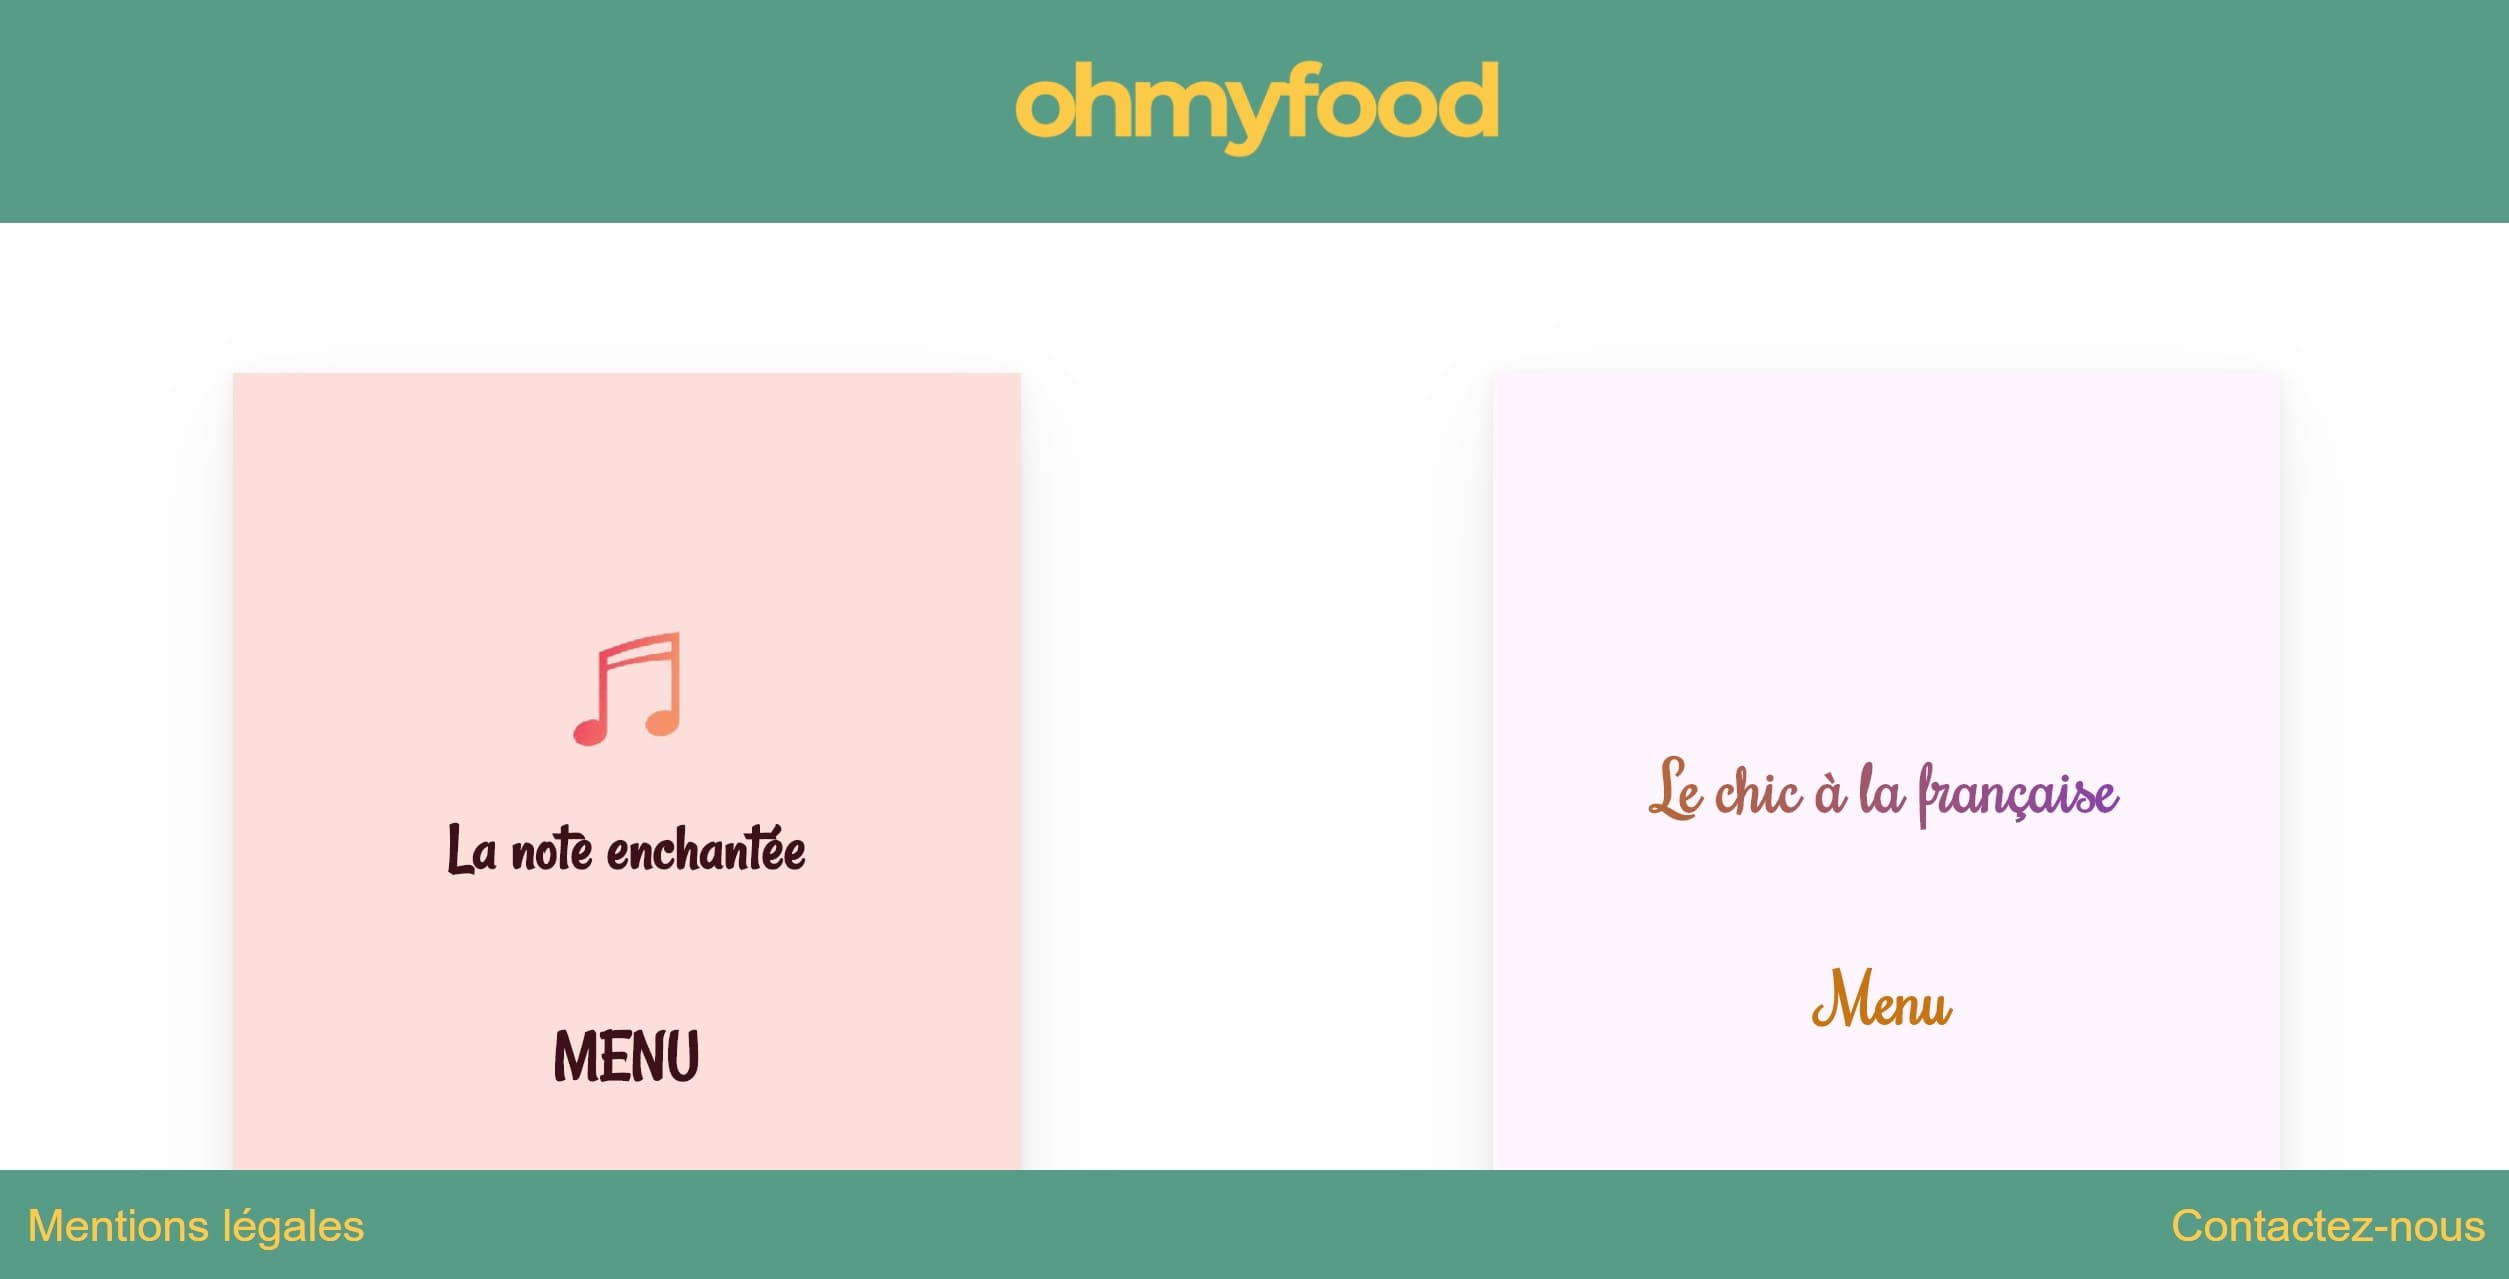 ohmyfood
La note enchantée
MENU
Le chic à la française
Menu
Mentions légales
Contactez-nous